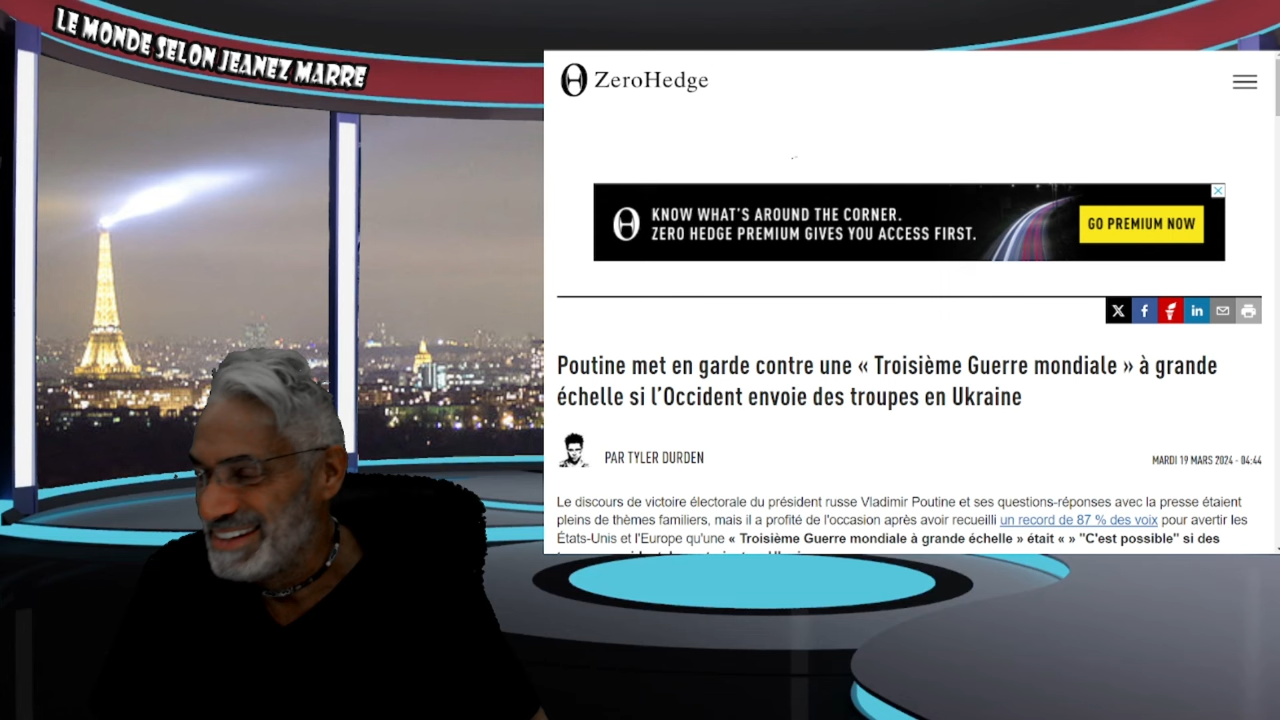 LE MONDE SELON JEANEZ MARRE
ZeroHedge
KNOW WHAT'S AROUND THE CORNER.
ZERO HEDGE PREMIUM GIVES YOU ACCESS FIRST.
GO PREMIUM NOW
Poutine met en garde contre une « Troisième Guerre mondiale » à grande
échelle si l'Occident envoie des troupes en Ukraine
PAR TYLER DURDEN
MARDI 19 MARS 2024 - 04:44
Le discours de victoire électorale du président russe Vladimir Poutine et ses questions-réponses avec la presse étaient
pleins de thèmes familiers, mais il a profité de l'occasion après avoir recueilli un record de 87 % des voix pour avertir les
États-Unis et l'Europe qu'une « Troisième Guerre mondiale à grande échelle » était « » "C'est possible" si des